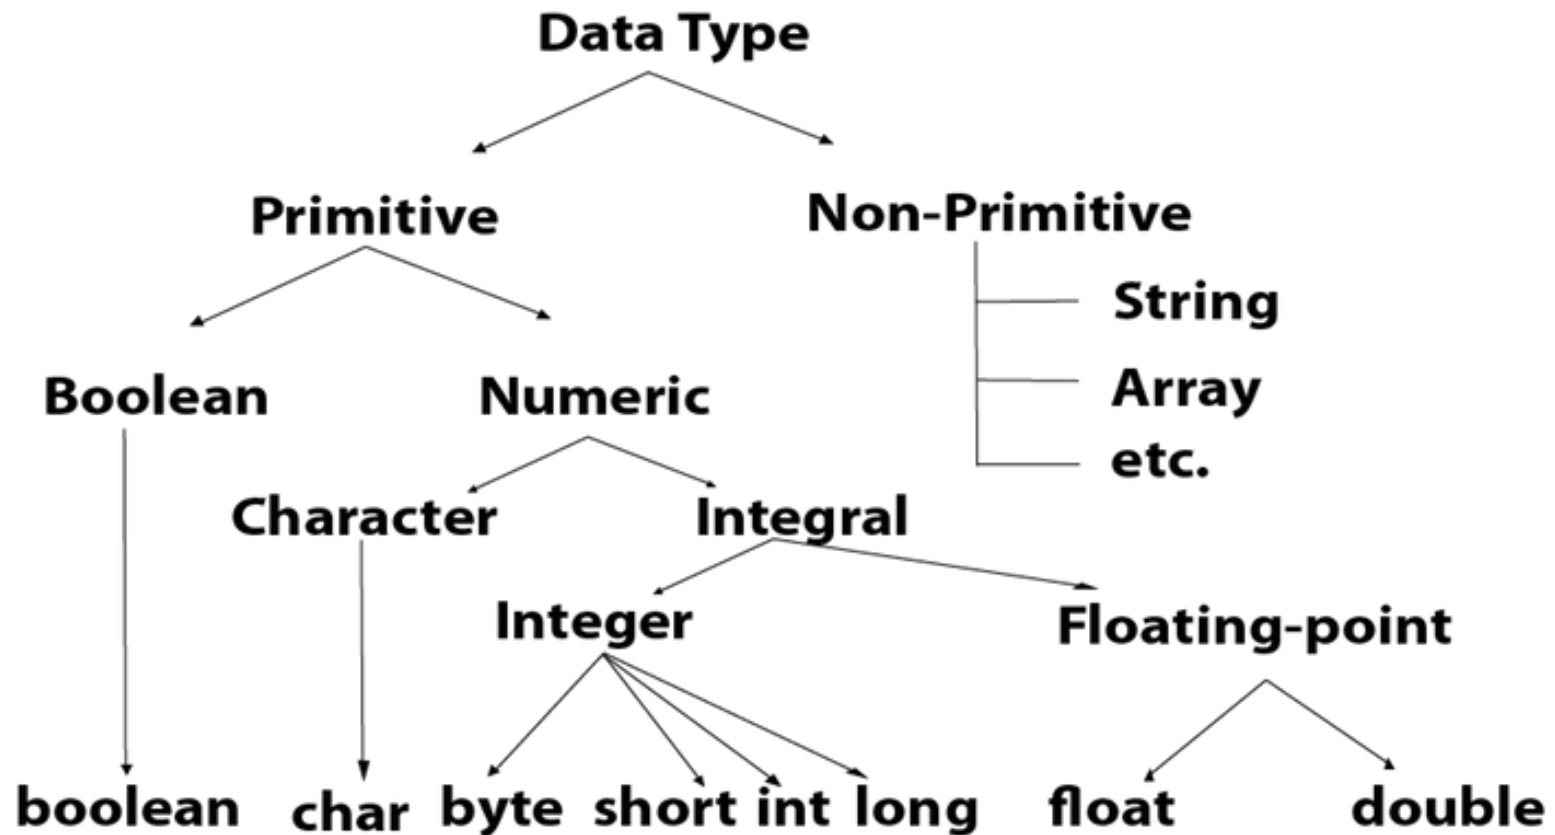 Data Type
Primitive
Non-Primitive
String
Array
etc.
Boolean
Numeric
Character
Integral
Integer
Floating-point
boolean
char
byte
short
int
long
float
double